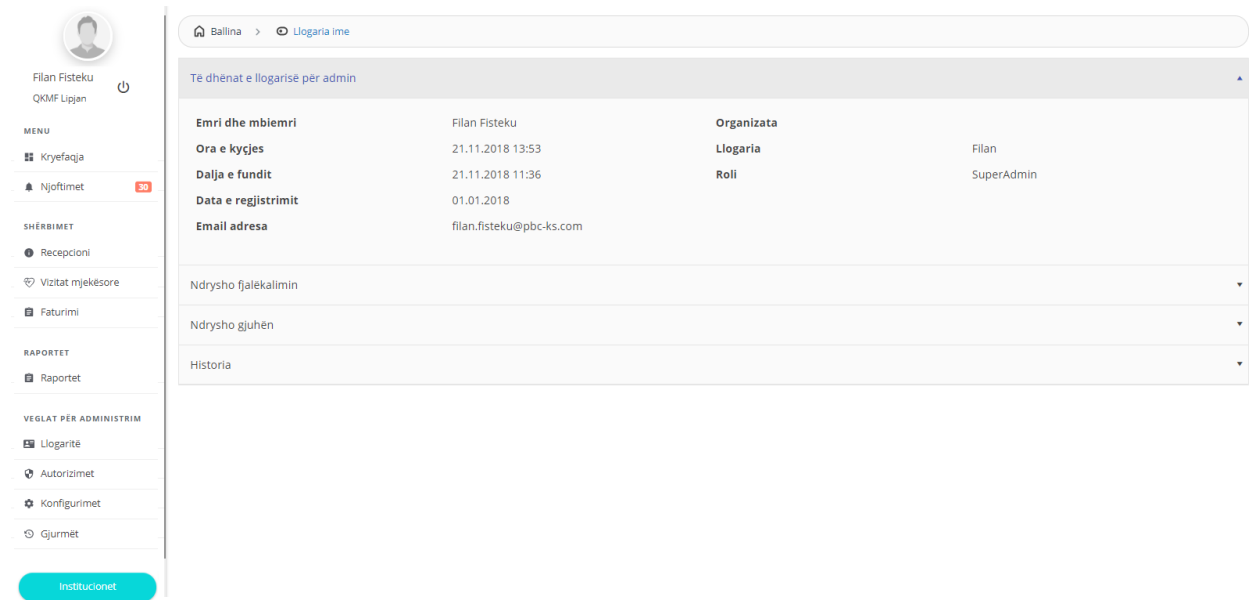 Filan Fisteku
QKMF Lipjan
MENU
Kryefaqja
Njoftimet 30
SHËRBIMET
Recepcioni
Vizitat mjekësore
Faturimi
RAPORTET
Raportet
VEGLAT PËR ADMINISTRIM
Llogaritë
Autorizimet
Konfigurimet
Gjurmët
Institucionet
Ballina > Llogaria ime
Të dhënat e llogarisë për admin
Emri dhe mbiemri Filan Fisteku Organizata
Ora e kyçjes 21.11.2018 13:53 Llogaria Filan
Dalja e fundit 21.11.2018 11:36 Roli SuperAdmin
Data e regjistrimit 01.01.2018
Email adresa filan.fisteku@pbc-ks.com
Ndrysho fjalëkalimin
Ndrysho gjuhën
Historia